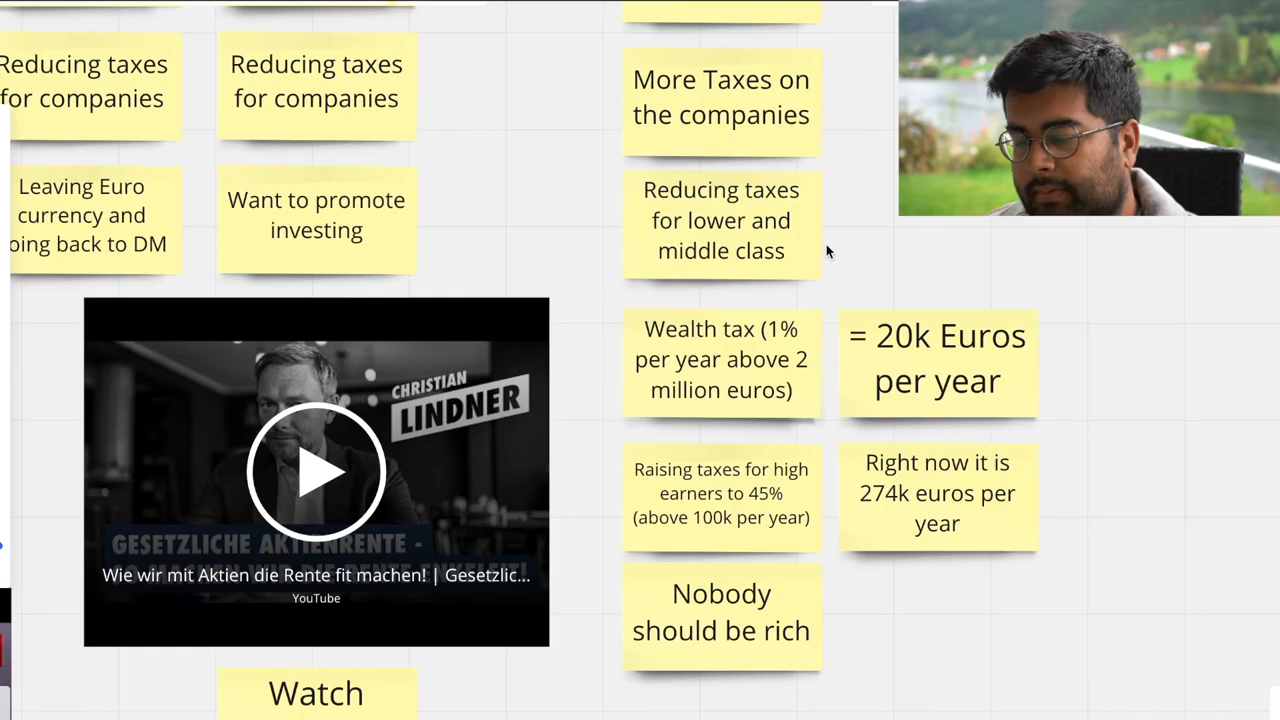 Reducing taxes
for companies
Leaving Euro
currency and
oing back to DM
Reducing taxes
for companies
Want to promote
investing
CHRISTIAN
LINDNER
GESETZLICHE AKTIENRENTE -
Wie wir mit Aktien die Rente fit machen! | Gesetzlic...
YouTube
Watch
More Taxes on
the companies
Reducing taxes
for lower and
middle class
Wealth tax (1%
per year above 2
million euros)
= 20k Euros
per year
Raising taxes for high
earners to 45%
(above 100k per year)
Right now it is
274k euros per
year
Nobody
should be rich